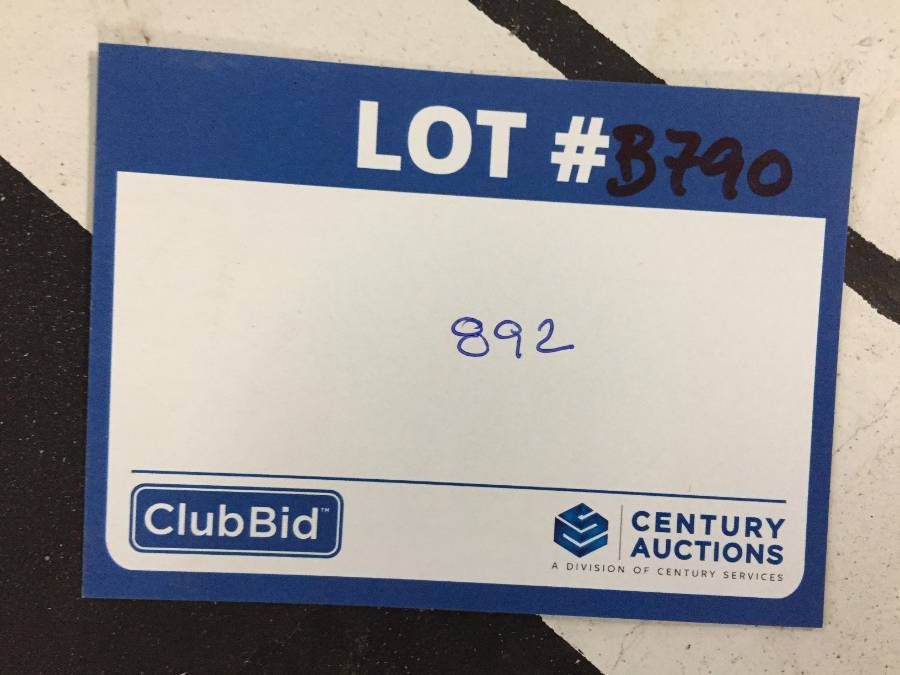 LOT #B790
892
ClubBid™
CENTURY
AUCTIONS
A DIVISION OF CENTURY SERVICES